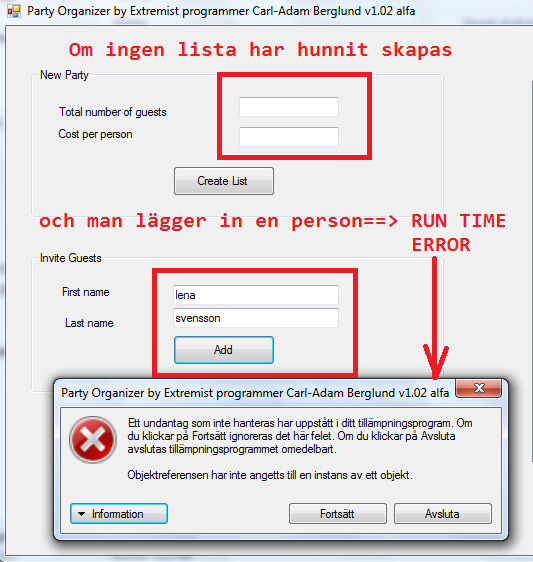 Party Organizer by Extremist programmer Carl-Adam Berglund v1.02 alfa
Om ingen lista har hunnit skapas
New Party
Total number of guests
Cost per person
Create List
och man lägger in en person==> RUN TIME
ERROR
Invite Guests
First name
lena
Last name
svensson
Add
Party Organizer by Extremist programmer Carl-Adam Berglund v1.02 alfa
Ett undantag som inte hanteras har uppstått i ditt tillämpningsprogram. Om
du klickar på Fortsätt ignoreras det här felet. Om du klickar på Avsluta
avslutas tillämpningsprogrammet omedelbart.
Objektreferensen har inte angetts till en instans av ett objekt.
Information
Fortsätt
Avsluta